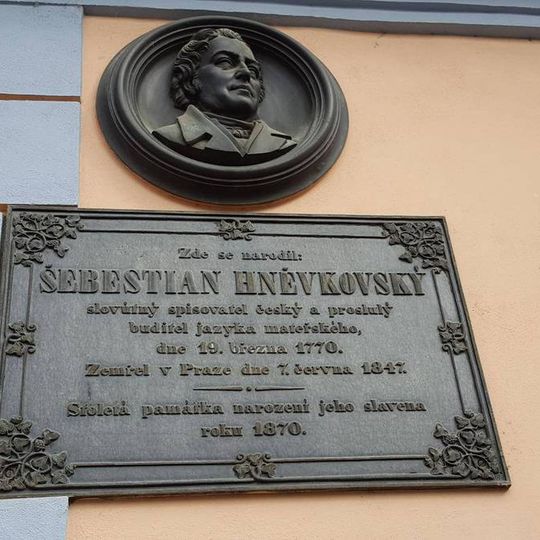 Zde se narodil:
ŠEBESTIAN HNĚVKOVSKÝ
slovútný spisovatel český a proslulý
buditel jazyka mateřského,
dne 19. března 1770.
Zemřel v Praze dne 7. června 1847.
Stoletá památka narození jeho slavena
roku 1870.